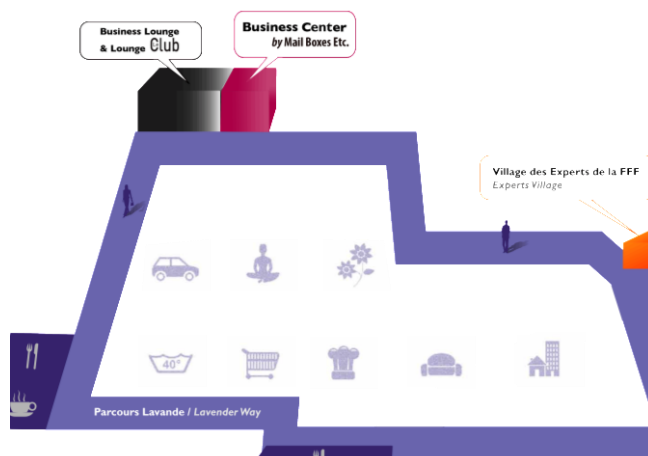 Business Lounge
& Lounge Club
Business Center
by Mail Boxes Etc.
Village des Experts de la FFF
Experts Village
40°
Parcours Lavande / Lavender Way